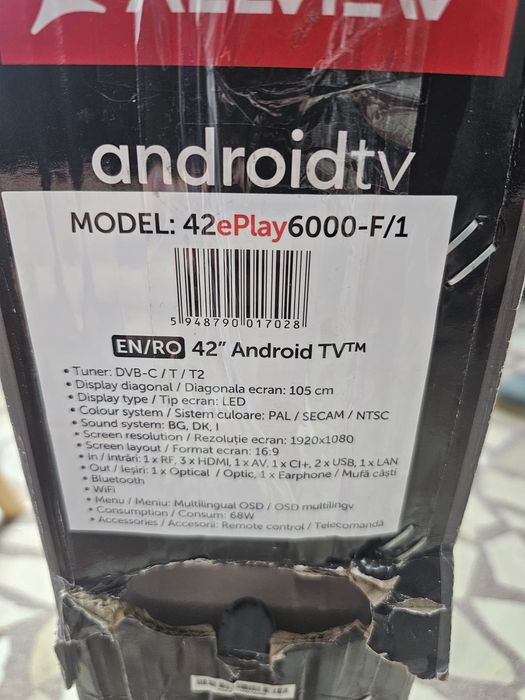 ALLVIEW
androidtv
MODEL: 42ePlay6000-F/1
5 948790 017028
EN/RO 42" Android TV™
• Tuner: DVB-C / T / T2
• Display diagonal / Diagonala ecran: 105 cm
• Display type / Tip ecran: LED
• Colour system / Sistem culoare: PAL / SECAM / NTSC
• Sound system: BG, DK, I
• Screen resolution / Rezoluție ecran: 1920x1080
• Screen layout / Format ecran: 16:9
• In / Intrări: 1 x RF, 3 x HDMI, 1 x AV, 1 x CI+, 2 x USB, 1 x LAN
• Out / Ieșiri: 1 x Optical / Optic, 1 x Earphone / Mufă căști
• Bluetooth
• WiFi
• Menu / Meniu: Multilingual OSD / OSD multilingv
• Consumption / Consum: 68W
• Accessories / Accesorii: Remote control / Telecomandă